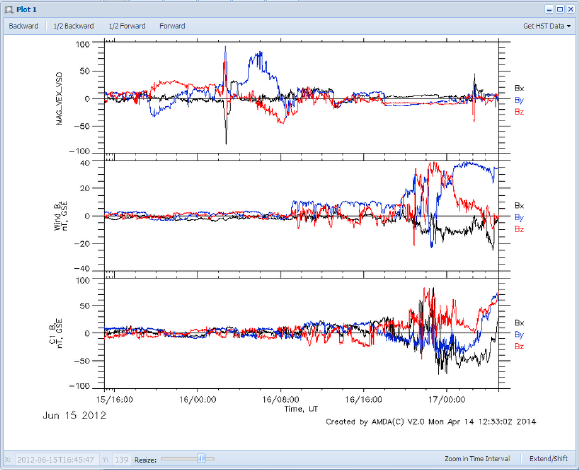 Plot 1
Backward 1/2 Backward 1/2 Forward Forward Get HST Data
100
50
0
−50
−100
MAG_VEX_VSO
Bx
By
Bz
40
20
0
−20
−40
Wind_B,
nT, GSE
Bx
By
Bz
100
50
0
−50
−100
C1_B,
nT, GSE
Bx
By
Bz
15/16:00 16/00:00 16/08:00 16/16:00 17/00:00
Time, UT
Jun 15 2012
Created by AMDA(C) V2.0 Mon Apr 14 12:33:02 2014
X: 2012-06-15T16:45:47 Y: 139 Resize: Zoom in Time Interval Extend/Shift